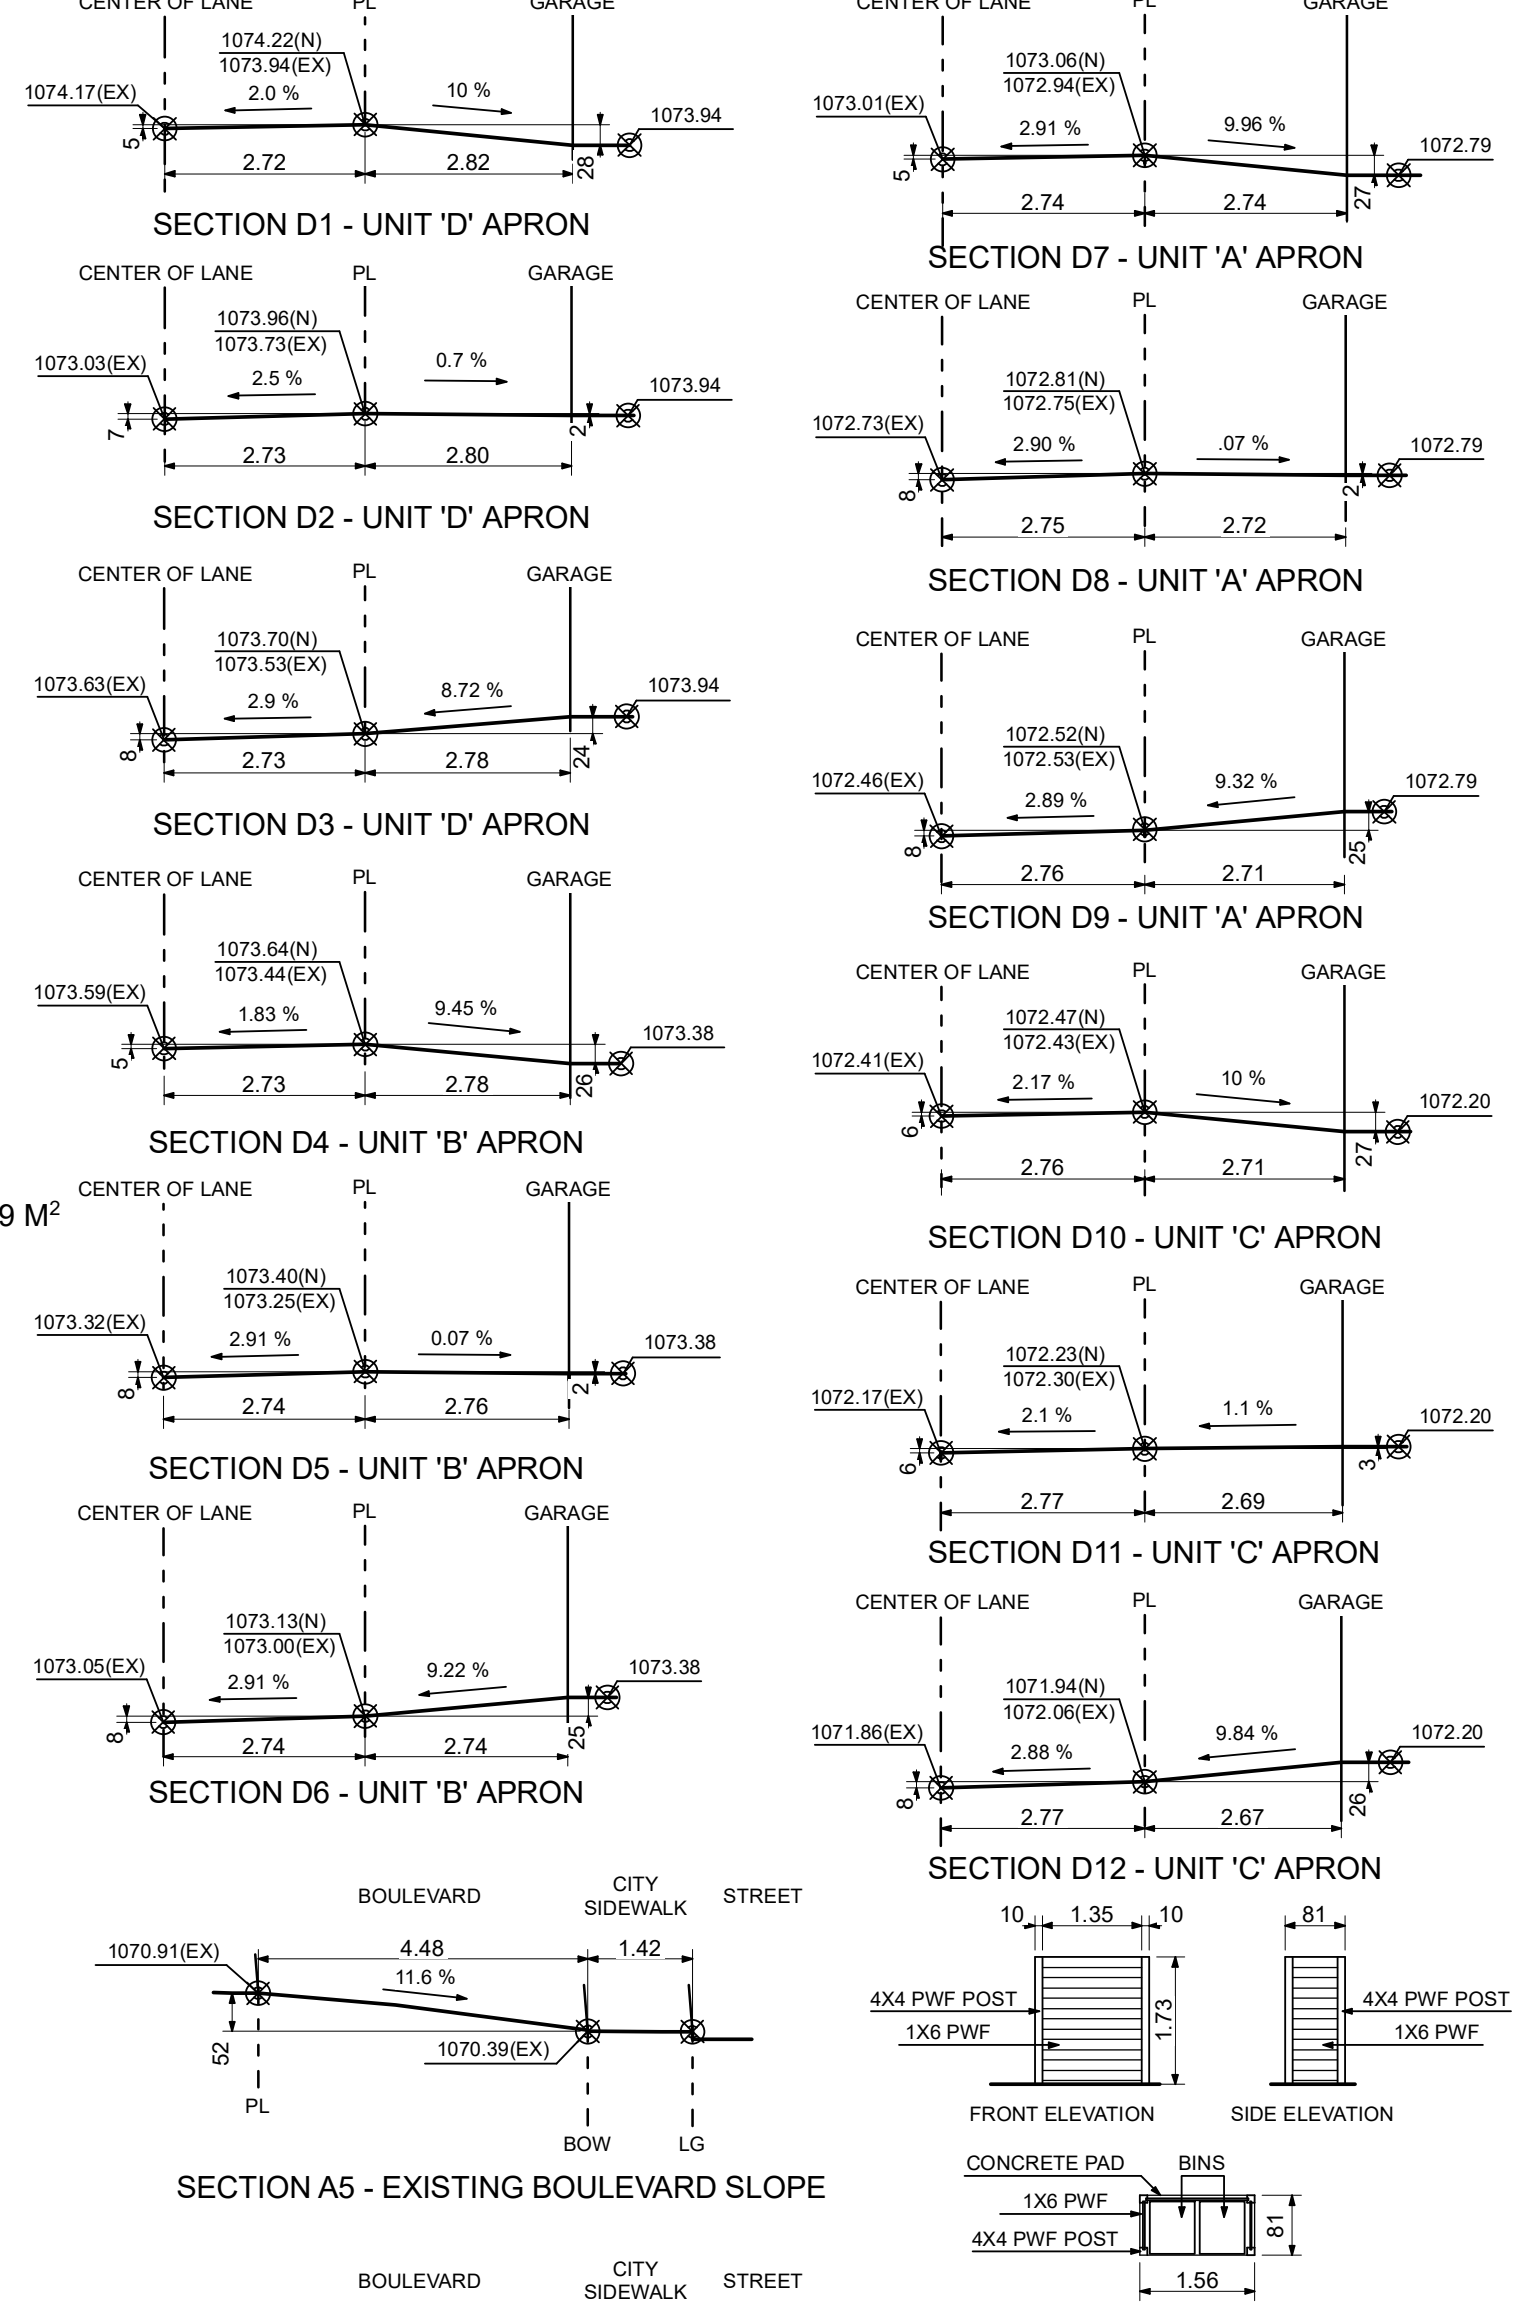 CENTER OF LANE PL GARAGE
1074.22(N)
1073.94(EX)
1074.17(EX)
2.0 %
10 %
1073.94
5
28
2.72
2.82
SECTION D1 - UNIT 'D' APRON
CENTER OF LANE PL GARAGE
1073.96(N)
1073.73(EX)
1073.03(EX)
2.5 %
0.7 %
1073.94
7
2
2.73
2.80
SECTION D2 - UNIT 'D' APRON
CENTER OF LANE PL GARAGE
1073.70(N)
1073.53(EX)
1073.63(EX)
2.9 %
8.72 %
1073.94
8
24
2.73
2.78
SECTION D3 - UNIT 'D' APRON
CENTER OF LANE PL GARAGE
1073.64(N)
1073.44(EX)
1073.59(EX)
1.83 %
9.45 %
1073.38
5
26
2.73
2.78
SECTION D4 - UNIT 'B' APRON
9 M²
CENTER OF LANE PL GARAGE
1073.40(N)
1073.25(EX)
1073.32(EX)
2.91 %
0.07 %
1073.38
8
2
2.74
2.76
SECTION D5 - UNIT 'B' APRON
CENTER OF LANE PL GARAGE
1073.13(N)
1073.00(EX)
1073.05(EX)
2.91 %
9.22 %
1073.38
8
25
2.74
2.74
SECTION D6 - UNIT 'B' APRON
BOULEVARD
CITY
SIDEWALK
STREET
1070.91(EX)
4.48
1.42
11.6 %
52
1070.39(EX)
PL
BOW
LG
SECTION A5 - EXISTING BOULEVARD SLOPE
BOULEVARD
CITY
SIDEWALK
STREET
CENTER OF LANE PL GARAGE
1073.06(N)
1072.94(EX)
1073.01(EX)
2.91 %
9.96 %
1072.79
5
27
2.74
2.74
SECTION D7 - UNIT 'A' APRON
CENTER OF LANE PL GARAGE
1072.81(N)
1072.75(EX)
1072.73(EX)
2.90 %
.07 %
1072.79
8
2
2.75
2.72
SECTION D8 - UNIT 'A' APRON
CENTER OF LANE PL GARAGE
1072.52(N)
1072.53(EX)
1072.46(EX)
2.89 %
9.32 %
1072.79
8
25
2.76
2.71
SECTION D9 - UNIT 'A' APRON
CENTER OF LANE PL GARAGE
1072.47(N)
1072.43(EX)
1072.41(EX)
2.17 %
10 %
1072.20
6
27
2.76
2.71
SECTION D10 - UNIT 'C' APRON
CENTER OF LANE PL GARAGE
1072.23(N)
1072.30(EX)
1072.17(EX)
2.1 %
1.1 %
1072.20
6
3
2.77
2.69
SECTION D11 - UNIT 'C' APRON
CENTER OF LANE PL GARAGE
1071.94(N)
1072.06(EX)
1071.86(EX)
2.88 %
9.84 %
1072.20
8
26
2.77
2.67
SECTION D12 - UNIT 'C' APRON
10 1.35 10
81
4X4 PWF POST
1X6 PWF
1.73
4X4 PWF POST
1X6 PWF
FRONT ELEVATION
SIDE ELEVATION
CONCRETE PAD
BINS
1X6 PWF
4X4 PWF POST
81
1.56